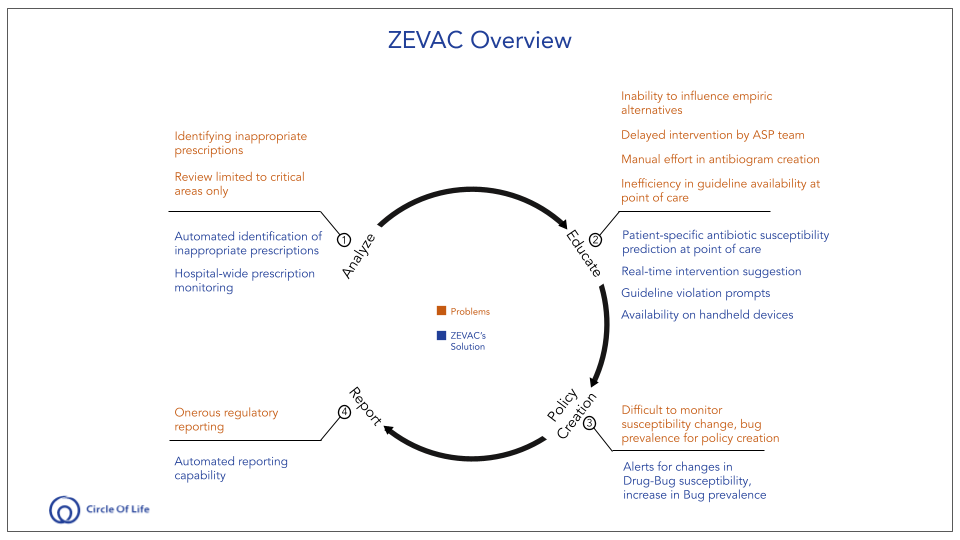 ZEVAC Overview
Identifying inappropriate
prescriptions
Review limited to critical
areas only
Automated identification of
inappropriate prescriptions
Hospital-wide prescription
monitoring
1
Analyze
Inability to influence empiric
alternatives
Delayed intervention by ASP team
Manual effort in antibiogram creation
Inefficiency in guideline availability at
point of care
2
Educate
Patient-specific antibiotic susceptibility
prediction at point of care
Real-time intervention suggestion
Guideline violation prompts
Availability on handheld devices
Problems
ZEVAC's
Solution
Policy
Creation
3
Difficult to monitor
susceptibility change, bug
prevalence for policy creation
Alerts for changes in
Drug-Bug susceptibility,
increase in Bug prevalence
Report
4
Onerous regulatory
reporting
Automated reporting
capability
Circle Of Life